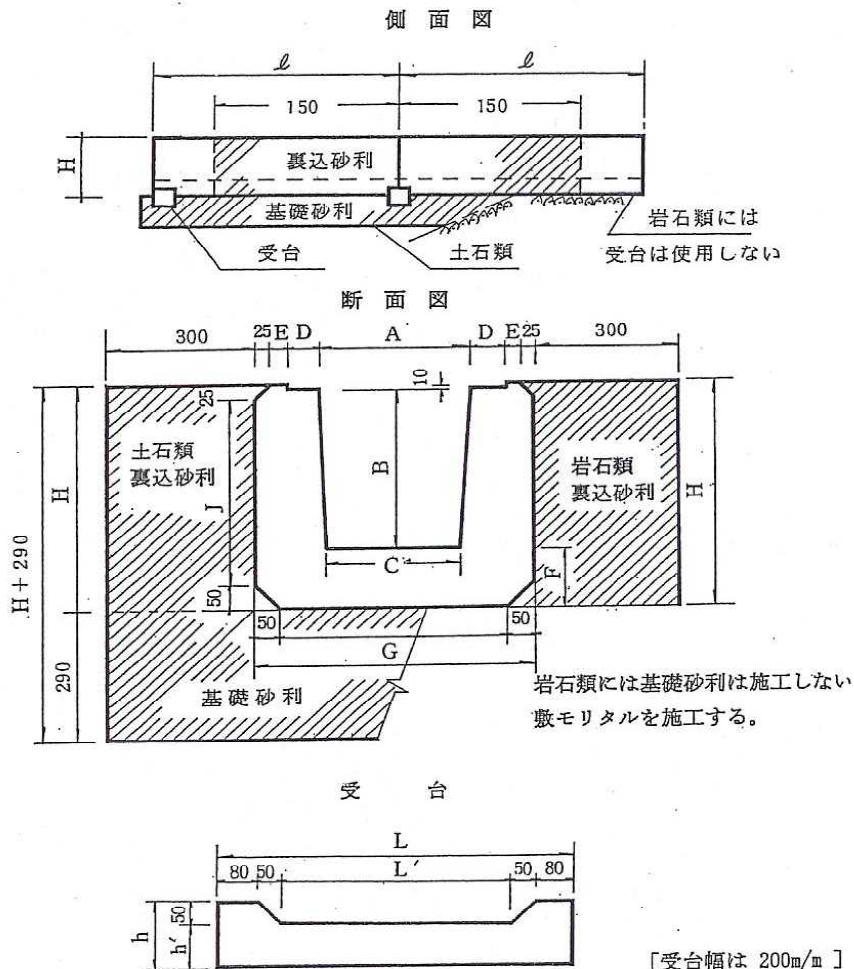 側面図
ℓ ℓ
150 150
H
裏込砂利
基礎砂利
受台
土石類
岩石類には
受台は使用しない
断面図
300 25 E D A D E 25 300
10
25
土石類
裏込砂利
岩石類
裏込砂利
H + 290
H
J
B
H
C
F
50
50 50
G
290
基礎砂利
岩石類には基礎砂利は施工しない
敷モリタルを施工する。
受台
L
80 50 L′ 50 80
h
50
h′
[受台幅は 200m/m ]